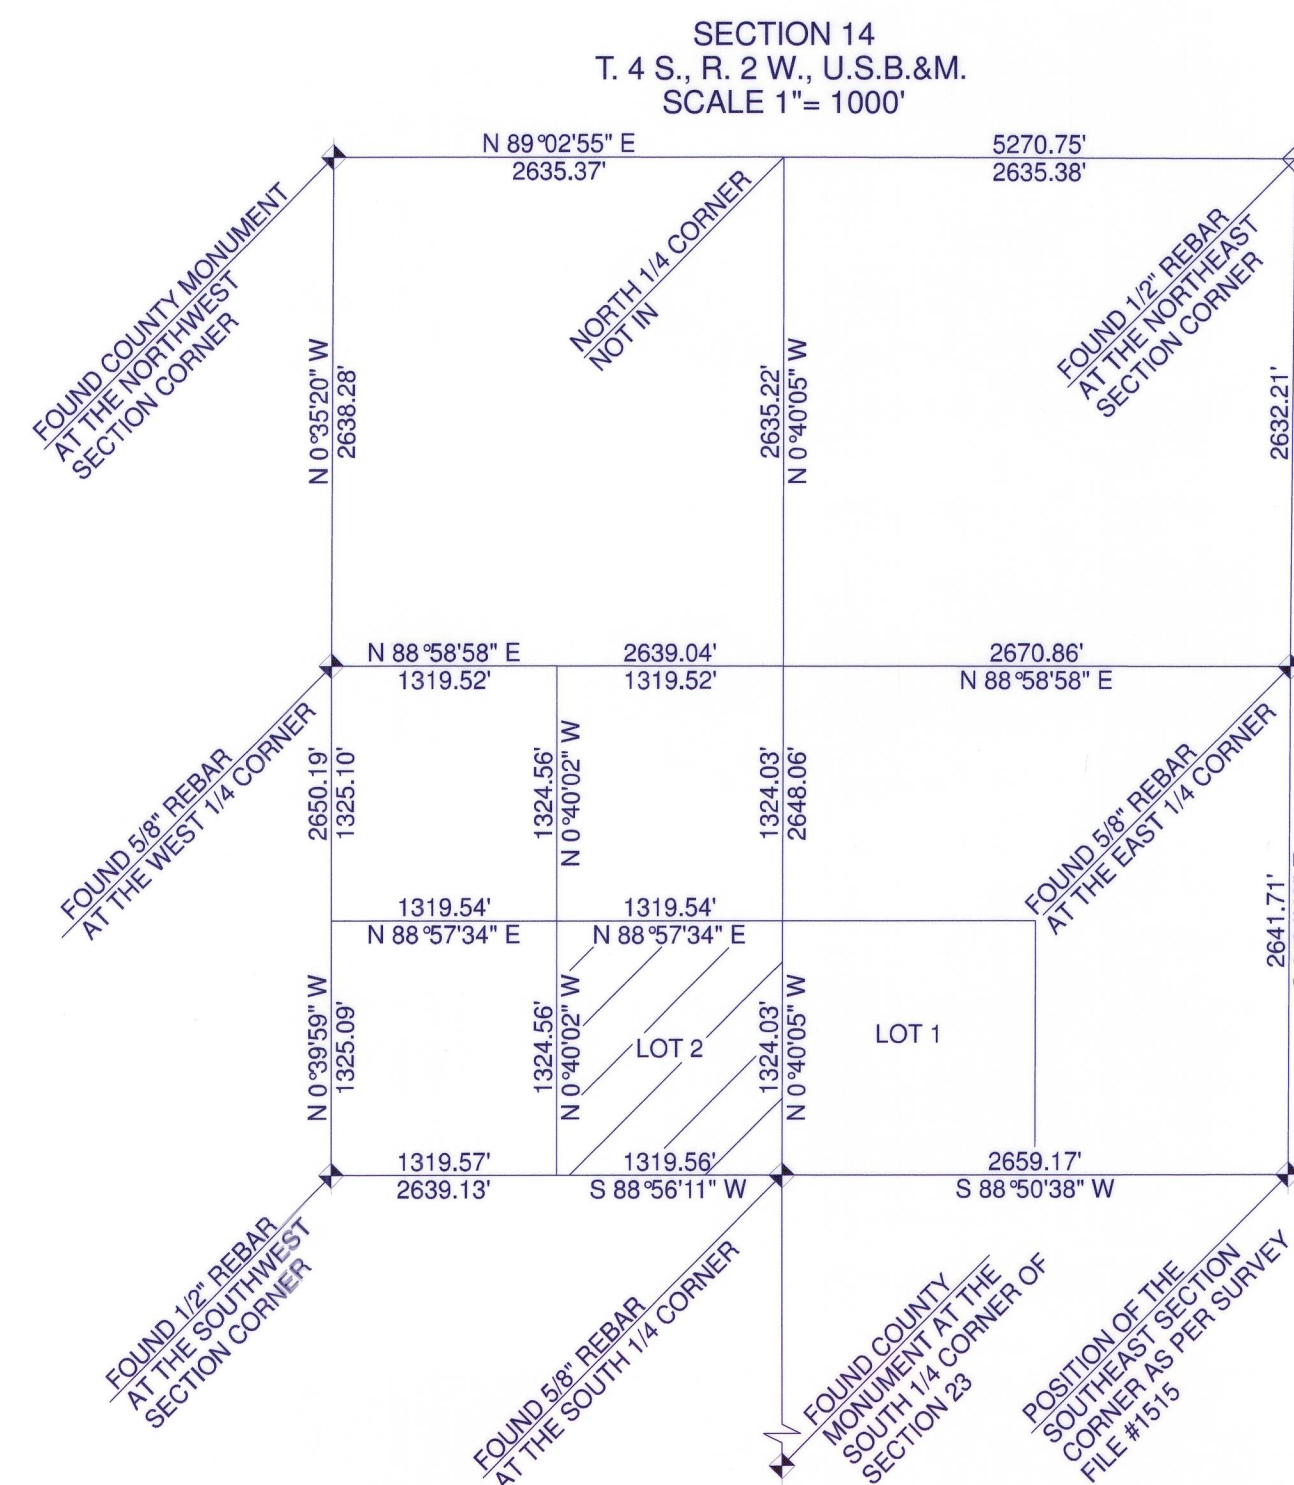 SECTION 14
T. 4 S., R. 2 W., U.S.B.&M.
SCALE 1"= 1000'
N 89°02'55" E
2635.37'
5270.75'
2635.38'
FOUND COUNTY MONUMENT
AT THE NORTHWEST
SECTION CORNER
NORTH 1/4 CORNER
NOT IN
FOUND 1/2" REBAR
AT THE NORTHEAST
SECTION CORNER
N 0°35'20" W
2638.28'
2635.22'
N 0°40'05" W
2632.21'
N 88°58'58" E
1319.52'
2639.04'
1319.52'
2670.86'
N 88°58'58" E
FOUND 5/8" REBAR
AT THE WEST 1/4 CORNER
2650.19'
1325.10'
1324.56'
N 0°40'02" W
1324.03'
2648.06'
FOUND 5/8" REBAR
AT THE EAST 1/4 CORNER
2641.71'
1319.54'
N 88°57'34" E
1319.54'
N 88°57'34" E
N 0°39'59" W
1325.09'
1324.56'
N 0°40'02" W
LOT 2
1324.03'
N 0°40'05" W
LOT 1
1319.57'
2639.13'
1319.56'
S 88°56'11" W
2659.17'
S 88°50'38" W
FOUND 1/2" REBAR
AT THE SOUTHWEST
SECTION CORNER
FOUND 5/8" REBAR
AT THE SOUTH 1/4 CORNER
FOUND COUNTY
MONUMENT AT THE
SOUTH 1/4 CORNER OF
SECTION 23
POSITION OF THE
SOUTHEAST SECTION
CORNER AS PER SURVEY
FILE #1515